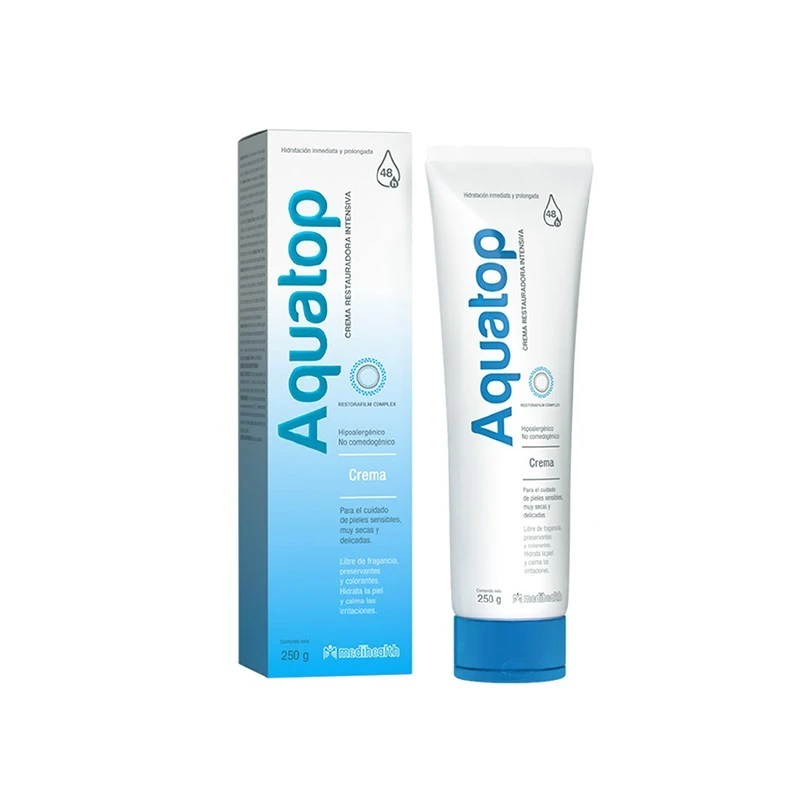 Hidratación inmediata y prolongada
48
h
Aquatop
CREMA RESTAURADORA INTENSIVA
RESTORAFILM COMPLEX
Hipoalergénico
No comedogénico
Crema
Para el cuidado
de pieles sensibles,
muy secas y
delicadas.
Libre de fragancia,
preservantes
y colorantes.
Hidrata la piel
y calma las
irritaciones.
Contenido neto
250 g
medihealth
Hidratación inmediata y prolongada
48
h
Aquatop
CREMA RESTAURADORA INTENSIVA
RESTORAFILM COMPLEX
Hipoalergénico
No comedogénico
Crema
Para el cuidado
de pieles sensibles,
muy secas y
delicadas
Libre de fragancia,
preservantes
y colorantes.
Hidrata la piel
y calma las
irritaciones.
Contenido neto
250 g
medihealth